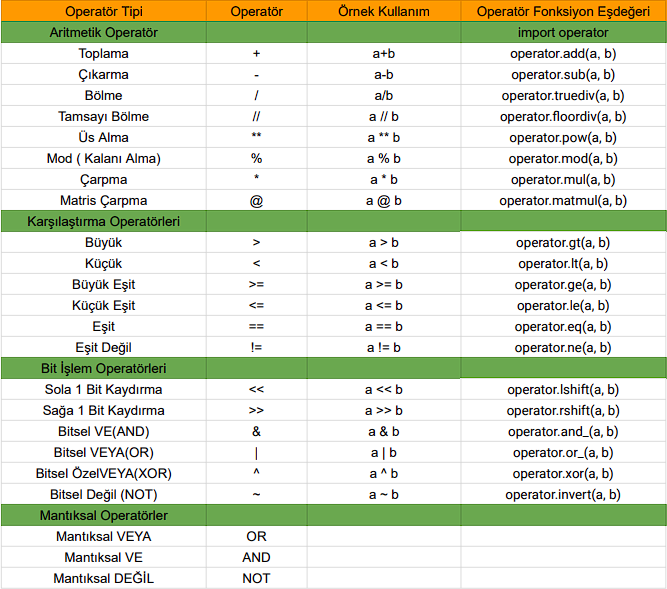 Operatör Tipi Operatör Örnek Kullanım Operatör Fonksiyon Eşdeğeri
Aritmetik Operatör import operator
Toplama + a+b operator.add(a, b)
Çıkarma - a-b operator.sub(a, b)
Bölme / a/b operator.truediv(a, b)
Tamsayı Bölme // a // b operator.floordiv(a, b)
Üs Alma ** a ** b operator.pow(a, b)
Mod ( Kalanı Alma) % a % b operator.mod(a, b)
Çarpma * a * b operator.mul(a, b)
Matris Çarpma @ a @ b operator.matmul(a, b)
Karşılaştırma Operatörleri
Büyük > a > b operator.gt(a, b)
Küçük < a < b operator.lt(a, b)
Büyük Eşit >= a >= b operator.ge(a, b)
Küçük Eşit <= a <= b operator.le(a, b)
Eşit == a == b operator.eq(a, b)
Eşit Değil != a != b operator.ne(a, b)
Bit İşlem Operatörleri
Sola 1 Bit Kaydırma << a << b operator.lshift(a, b)
Sağa 1 Bit Kaydırma >> a >> b operator.rshift(a, b)
Bitsel VE(AND) & a & b operator.and_(a, b)
Bitsel VEYA(OR) | a | b operator.or_(a, b)
Bitsel ÖzelVEYA(XOR) ^ a ^ b operator.xor(a, b)
Bitsel Değil (NOT) ~ a ~ b operator.invert(a, b)
Mantıksal Operatörler
Mantıksal VEYA OR
Mantıksal VE AND
Mantıksal DEĞİL NOT